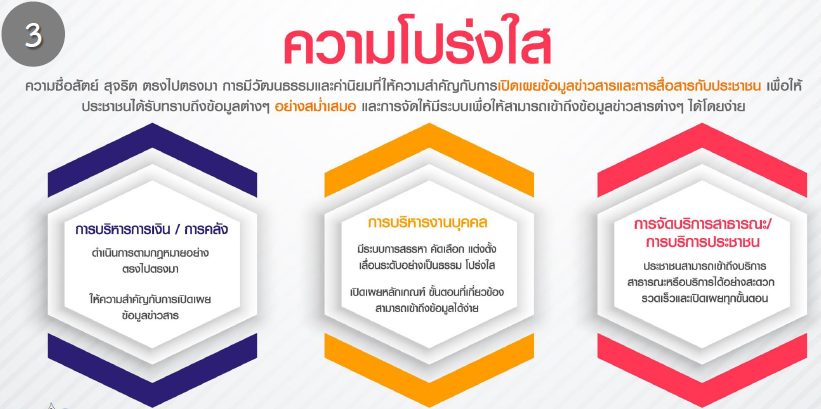 3
ความโปร่งใส
ความซื่อสัตย์ สุจริต ตรงไปตรงมา การมีวัฒนธรรมและค่านิยมที่ให้ความสำคัญกับการเปิดเผยข้อมูลข่าวสารและการสื่อสารกับประชาชน เพื่อให้
ประชาชนได้รับทราบถึงข้อมูลต่างๆ อย่างสม่ำเสมอ และการจัดให้มีระบบเพื่อให้สามารถเข้าถึงข้อมูลข่าวสารต่างๆ ได้โดยง่าย
การบริหารการเงิน / การคลัง
ดำเนินการตามกฎหมายอย่าง
ตรงไปตรงมา
ให้ความสำคัญกับการเปิดเผย
ข้อมูลข่าวสาร
การบริหารงานบุคคล
มีระบบการสรรหา คัดเลือก แต่งตั้ง
เลื่อนระดับอย่างเป็นธรรม โปร่งใส
เปิดเผยหลักเกณฑ์ ขั้นตอนที่เกี่ยวข้อง
สามารถเข้าถึงข้อมูลได้ง่าย
การจัดบริการสาธารณะ/
การบริการประชาชน
ประชาชนสามารถเข้าถึงบริการ
สาธารณะหรือบริการได้อย่างสะดวก
รวดเร็วและเปิดเผยทุกขั้นตอน